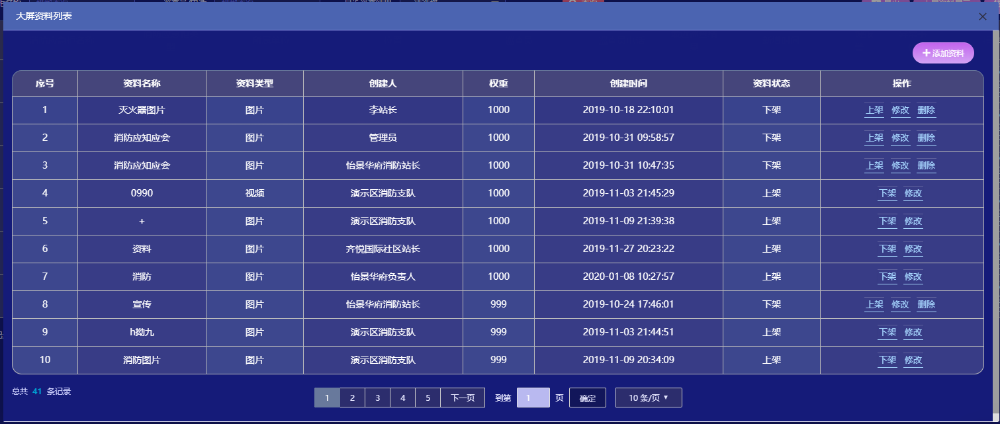 大屏资料列表
添加资料
序号 资料名称 资料类型 创建人 权重 创建时间 资料状态 操作
1 灭火器图片 图片 李站长 1000 2019-10-18 22:10:01 下架 上架 修改 删除
2 消防应知应会 图片 管理员 1000 2019-10-31 09:58:57 下架 上架 修改 删除
3 消防应知应会 图片 怡景华府消防站长 1000 2019-10-31 10:47:35 下架 上架 修改 删除
4 0990 视频 演示区消防支队 1000 2019-11-03 21:45:29 上架 下架 修改
5 + 图片 演示区消防支队 1000 2019-11-09 21:39:38 上架 下架 修改
6 资料 图片 齐悦国际社区站长 1000 2019-11-27 20:23:22 上架 下架 修改
7 消防 图片 怡景华府负责人 1000 2020-01-08 10:27:57 上架 下架 修改
8 宣传 图片 怡景华府消防站长 999 2019-10-24 17:46:01 下架 上架 修改 删除
9 h拗九 图片 演示区消防支队 999 2019-11-03 21:44:51 上架 下架 修改
10 消防图片 图片 演示区消防支队 999 2019-11-09 20:34:09 上架 下架 修改
总共 41 条记录 1 2 3 4 5 下一页 到第 1 页 确定 10 条/页